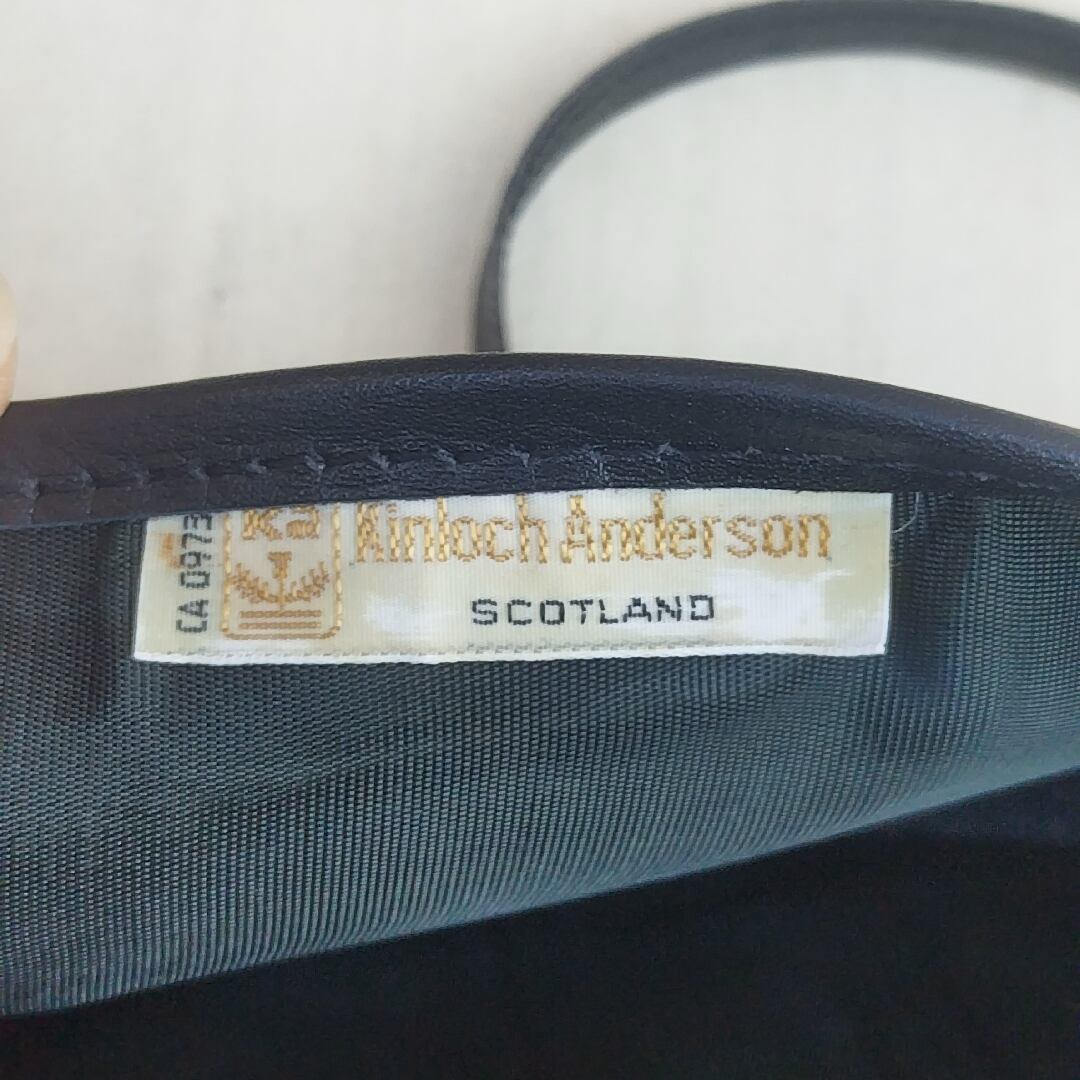 CA 0973
Ka
Kinloch Anderson
SCOTLAND